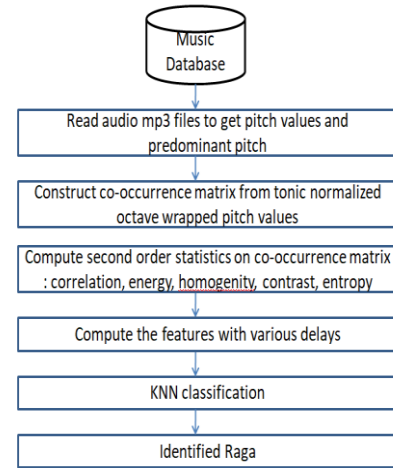 Music
Database
Read audio mp3 files to get pitch values and
predominant pitch
Construct co-occurrence matrix from tonic normalized
octave wrapped pitch values
Compute second order statistics on co-occurrence matrix
: correlation, energy, homogenity, contrast, entropy
Compute the features with various delays
KNN classification
Identified Raga